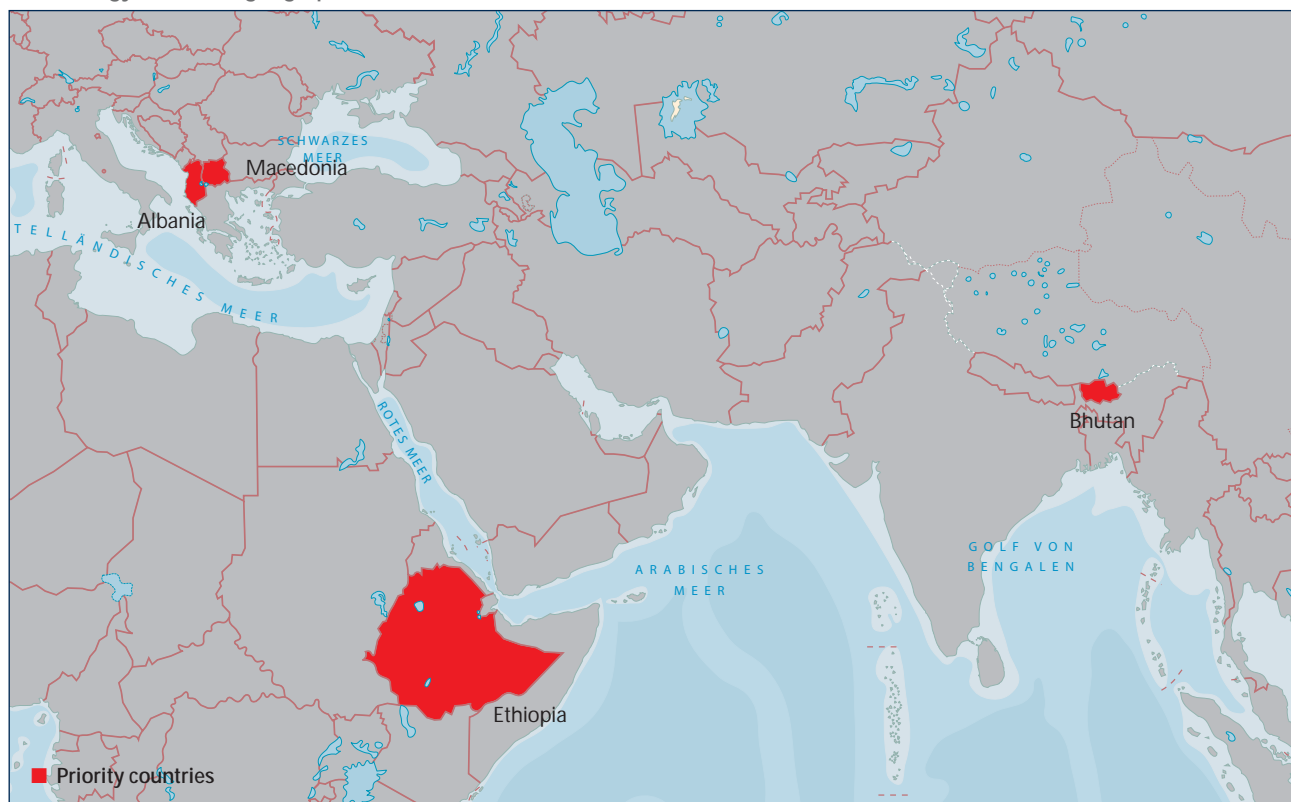 SCHWARZES
MEER
Macedonia
Albania
TELLÄNDISCHES MEER
ROTES MEER
Bhutan
GOLF VON
BENGALEN
ARABISCHES
MEER
Ethiopia
Priority countries